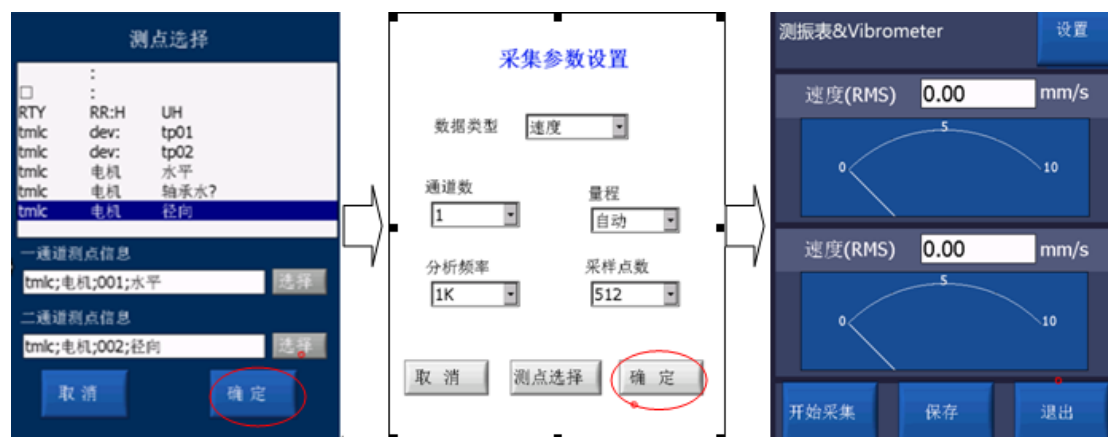 测点选择
:
□ :
RTY RR:H UH
tmlc dev: tp01
tmlc dev: tp02
tmlc 电机 水平
tmlc 电机 轴承水?
tmlc 电机 径向
一通道测点信息
tmlc;电机;001;水平 选择
二通道测点信息
tmlc;电机;002;径向 选择
取 消 确 定
采集参数设置
数据类型 速度
通道数 量程
1 自动
分析频率 采样点数
1K 512
取 消 测点选择 确 定
测振表&Vibrometer 设置
速度(RMS) 0.00 mm/s
0 5 10
速度(RMS) 0.00 mm/s
0 5 10
开始采集 保存 退出